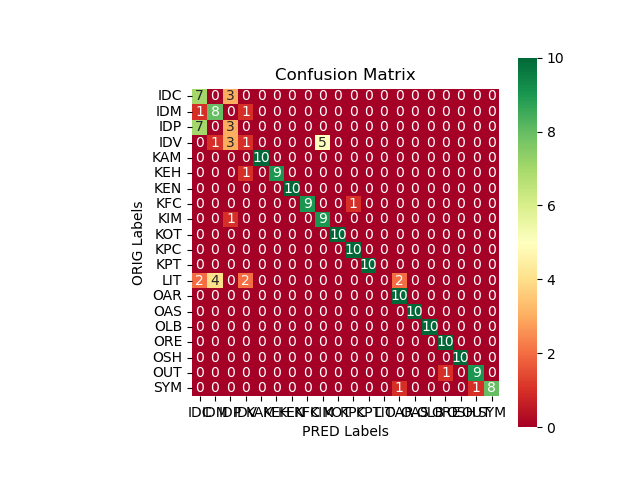 Confusion Matrix
IDC 7 0 3 0 0 0 0 0 0 0 0 0 0 0 0 0 0 0 0 0
IDM 1 8 0 1 0 0 0 0 0 0 0 0 0 0 0 0 0 0 0 0
IDP 7 0 3 0 0 0 0 0 0 0 0 0 0 0 0 0 0 0 0 0
IDV 0 1 3 1 0 0 0 0 5 0 0 0 0 0 0 0 0 0 0 0
KAM 0 0 0 0 10 0 0 0 0 0 0 0 0 0 0 0 0 0 0 0
KEH 0 0 0 1 0 9 0 0 0 0 0 0 0 0 0 0 0 0 0 0
KEN 0 0 0 0 0 0 10 0 0 0 0 0 0 0 0 0 0 0 0 0
KFC 0 0 0 0 0 0 0 9 0 0 1 0 0 0 0 0 0 0 0 0
KIM 0 0 1 0 0 0 0 0 9 0 0 0 0 0 0 0 0 0 0 0
KOT 0 0 0 0 0 0 0 0 0 10 0 0 0 0 0 0 0 0 0 0
KPC 0 0 0 0 0 0 0 0 0 0 10 0 0 0 0 0 0 0 0 0
KPT 0 0 0 0 0 0 0 0 0 0 0 10 0 0 0 0 0 0 0 0
LIT 2 4 0 2 0 0 0 0 0 0 0 0 0 2 0 0 0 0 0 0
OAR 0 0 0 0 0 0 0 0 0 0 0 0 0 10 0 0 0 0 0 0
OAS 0 0 0 0 0 0 0 0 0 0 0 0 0 0 10 0 0 0 0 0
OLB 0 0 0 0 0 0 0 0 0 0 0 0 0 0 0 10 0 0 0 0
ORE 0 0 0 0 0 0 0 0 0 0 0 0 0 0 0 0 10 0 0 0
OSH 0 0 0 0 0 0 0 0 0 0 0 0 0 0 0 0 0 10 0 0
OUT 0 0 0 0 0 0 0 0 0 0 0 0 0 0 0 0 1 0 9 0
SYM 0 0 0 0 0 0 0 0 0 0 0 0 0 1 0 0 0 0 1 8
IDC IDM IDP IDV KAM KEH KEN KFC KIM KOT KPC KPT LIT OAR OAS OLB ORE OSH OUT SYM
PRED Labels
ORIG Labels
10
8
6
4
2
0